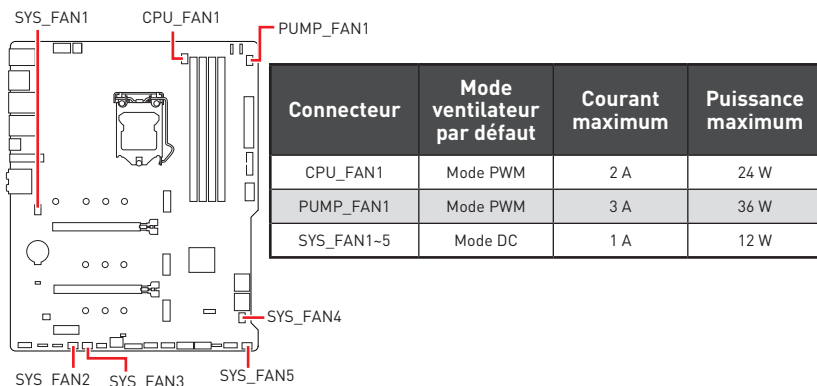 SYS_FAN1
CPU_FAN1
PUMP_FAN1
Connecteur
Mode ventilateur par défaut
Courant maximum
Puissance maximum
CPU_FAN1 Mode PWM 2 A 24 W
PUMP_FAN1 Mode PWM 3 A 36 W
SYS_FAN1~5 Mode DC 1 A 12 W
SYS_FAN4
SYS_FAN2
SYS_FAN3
SYS_FAN5